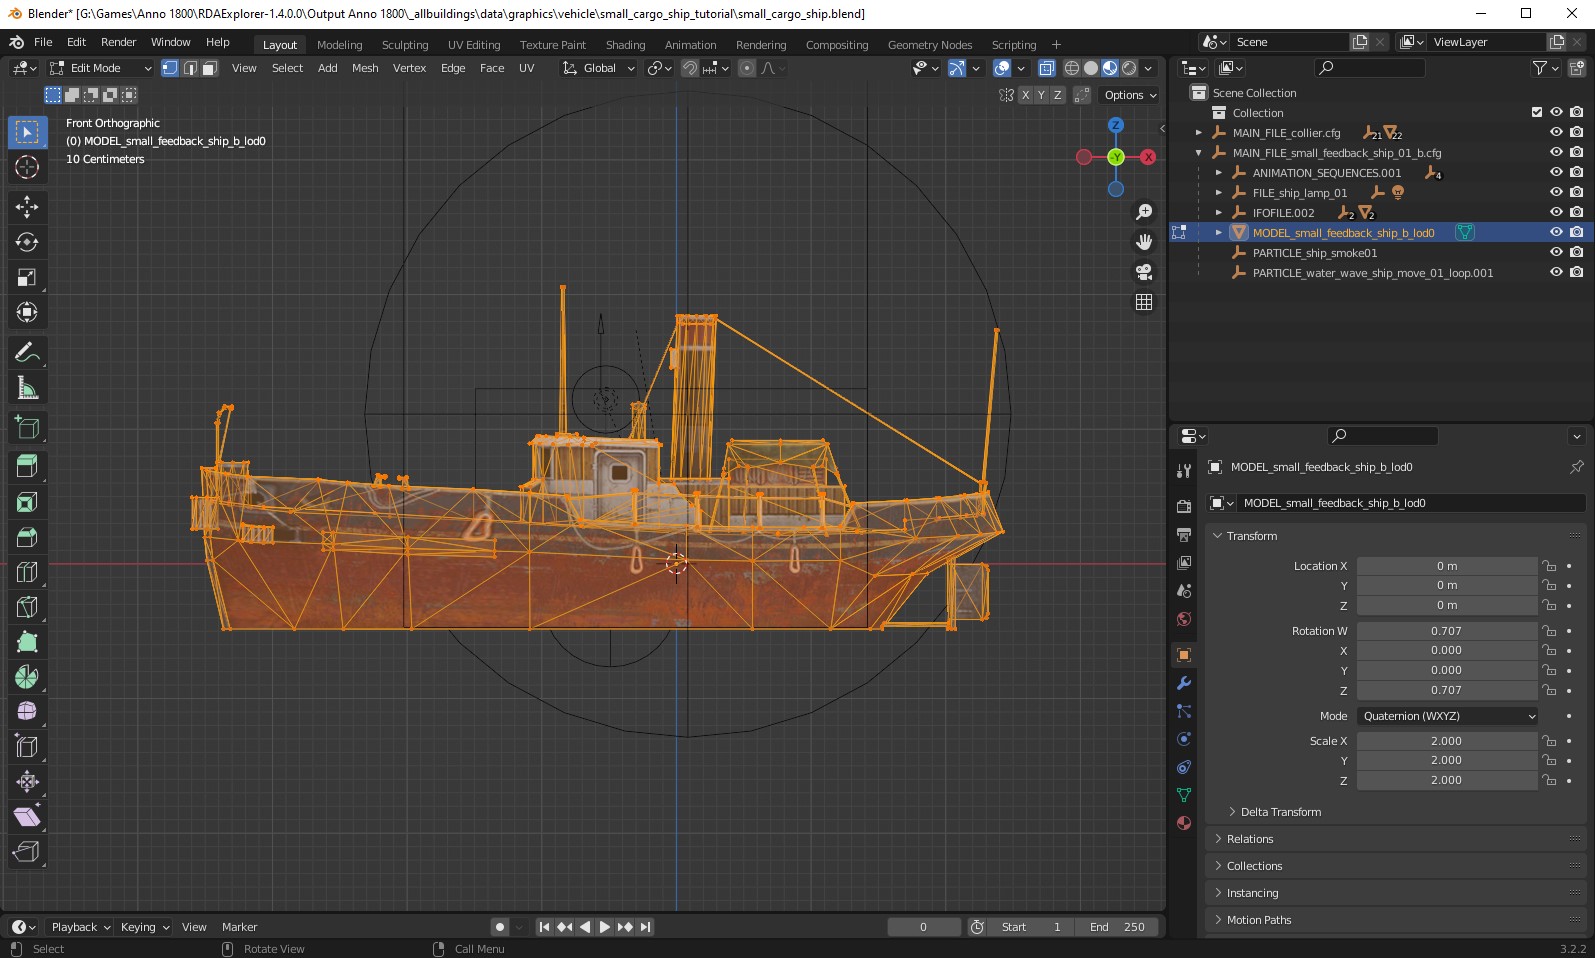 Blender* [G:\Games\Anno 1800\RDAExplorer-1.4.0.0\Output Anno 1800\_allbuildings\data\graphics\vehicle\small_cargo_ship_tutorial\small_cargo_ship.blend]
File Edit Render Window Help Layout Modeling Sculpting UV Editing Texture Paint Shading Animation Rendering Compositing Geometry Nodes Scripting + Scene ViewLayer
Edit Mode View Select Add Mesh Vertex Edge Face UV Global
X Y Z Options
Front Orthographic
(0) MODEL_small_feedback_ship_b_lod0
10 Centimeters
Z
-Y X
Scene Collection
Collection
MAIN_FILE_collier.cfg 21 22
MAIN_FILE_small_feedback_ship_01_b.cfg
ANIMATION_SEQUENCES.001 4
FILE_ship_lamp_01
IFOFILE.002 2 2
MODEL_small_feedback_ship_b_lod0
PARTICLE_ship_smoke01
PARTICLE_water_wave_ship_move_01_loop.001
MODEL_small_feedback_ship_b_lod0
MODEL_small_feedback_ship_b_lod0
Transform
Location X 0 m
Y 0 m
Z 0 m
Rotation W 0.707
X 0.000
Y 0.000
Z 0.707
Mode Quaternion (WXYZ)
Scale X 2.000
Y 2.000
Z 2.000
Delta Transform
Relations
Collections
Instancing
Motion Paths
Playback Keying View Marker 0 Start 1 End 250
Select Rotate View Call Menu 3.2.2